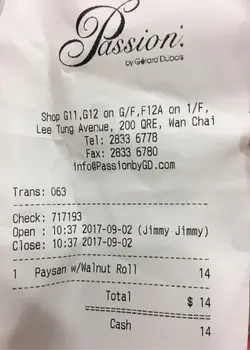 Passion.
by Gérard Dubois
Shop G11,G12 on G/F,F12A on 1/F,
Lee Tung Avenue, 200 QRE, Wan Chai
Tel: 2833 6778
Fax: 2833 6780
info@PassionbyGD.com
Trans: 063
Check: 717193
Open : 10:37 2017-09-02 (Jimmy Jimmy)
Close: 10:37 2017-09-02
1 Paysan w/Walnut Roll 14
Total $ 14
Cash 14